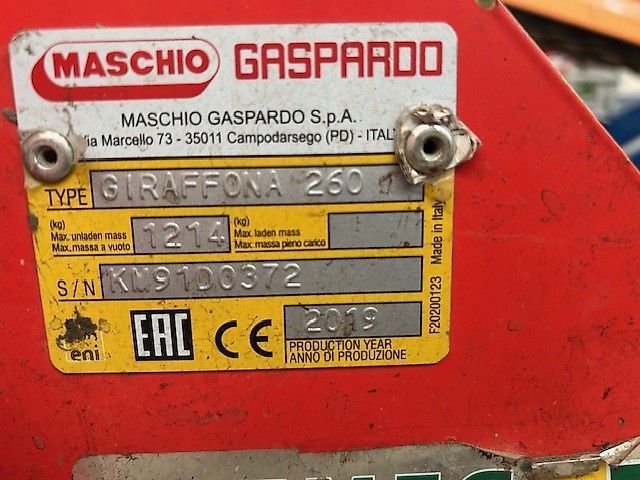 MASCHIO GASPARDO
MASCHIO GASPARDO S.p.A.
Via Marcello 73 - 35011 Campodarsego (PD) - ITALY
TYPE GIRAFFONA 260
(kg) Max. unladen mass Max. massa a vuoto 1214 (kg) Max. laden mass Max. massa pieno carico
S/N KM91D0372
eni EAC CE 2019
PRODUCTION YEAR
ANNO DI PRODUZIONE
F20200123 Made in Italy